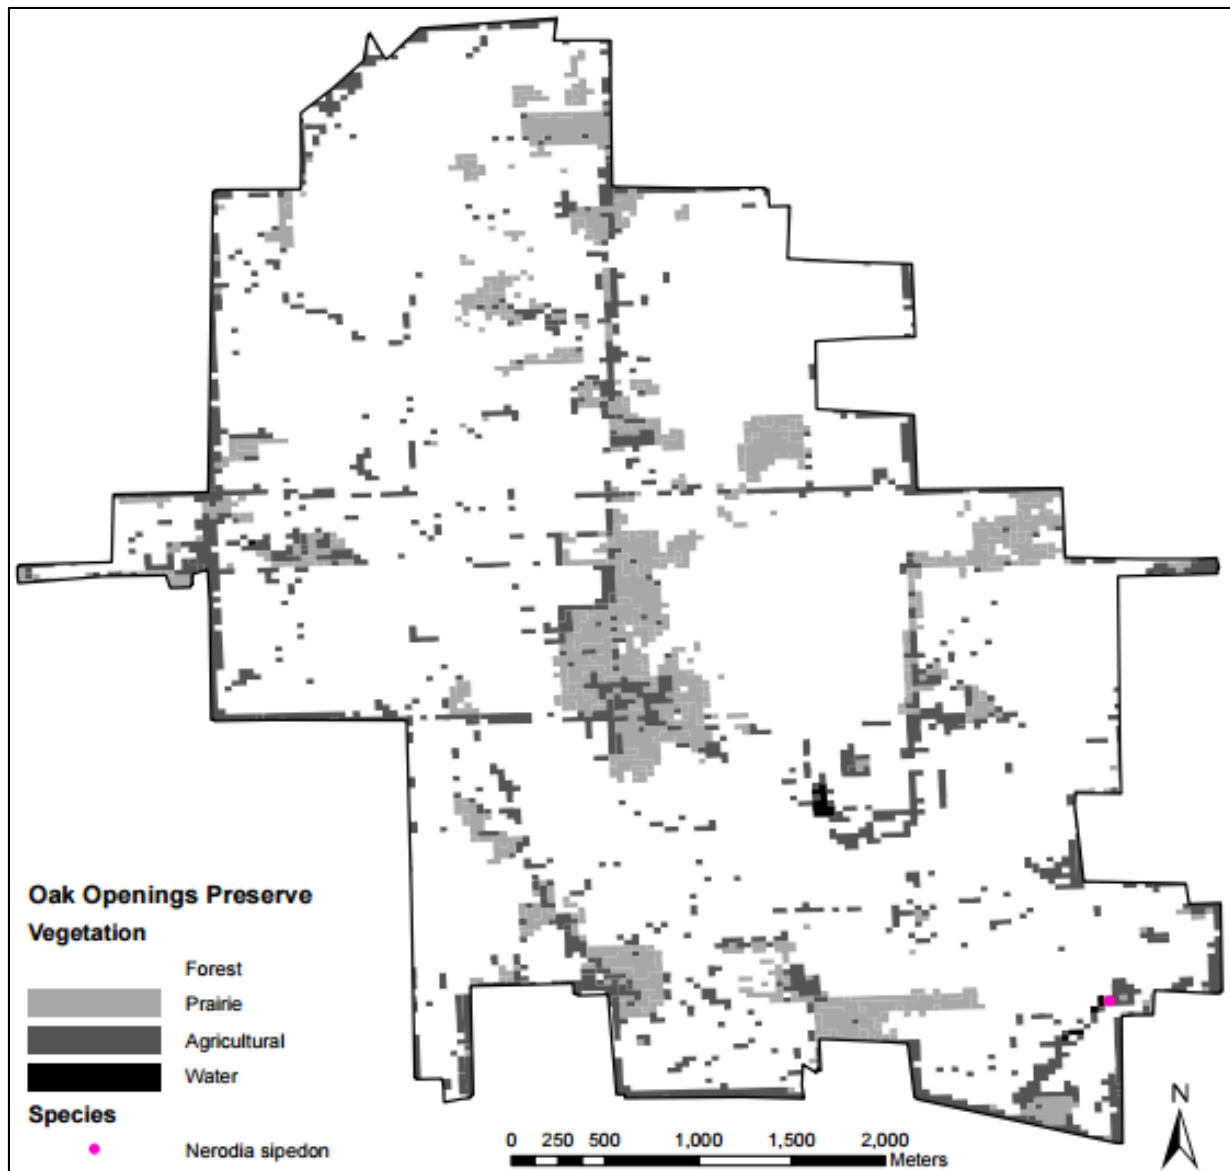 Oak Openings Preserve
Vegetation
Forest
Prairie
Agricultural
Water
Species
Nerodia sipedon
N
0 250 500 1,000 1,500 2,000
Meters